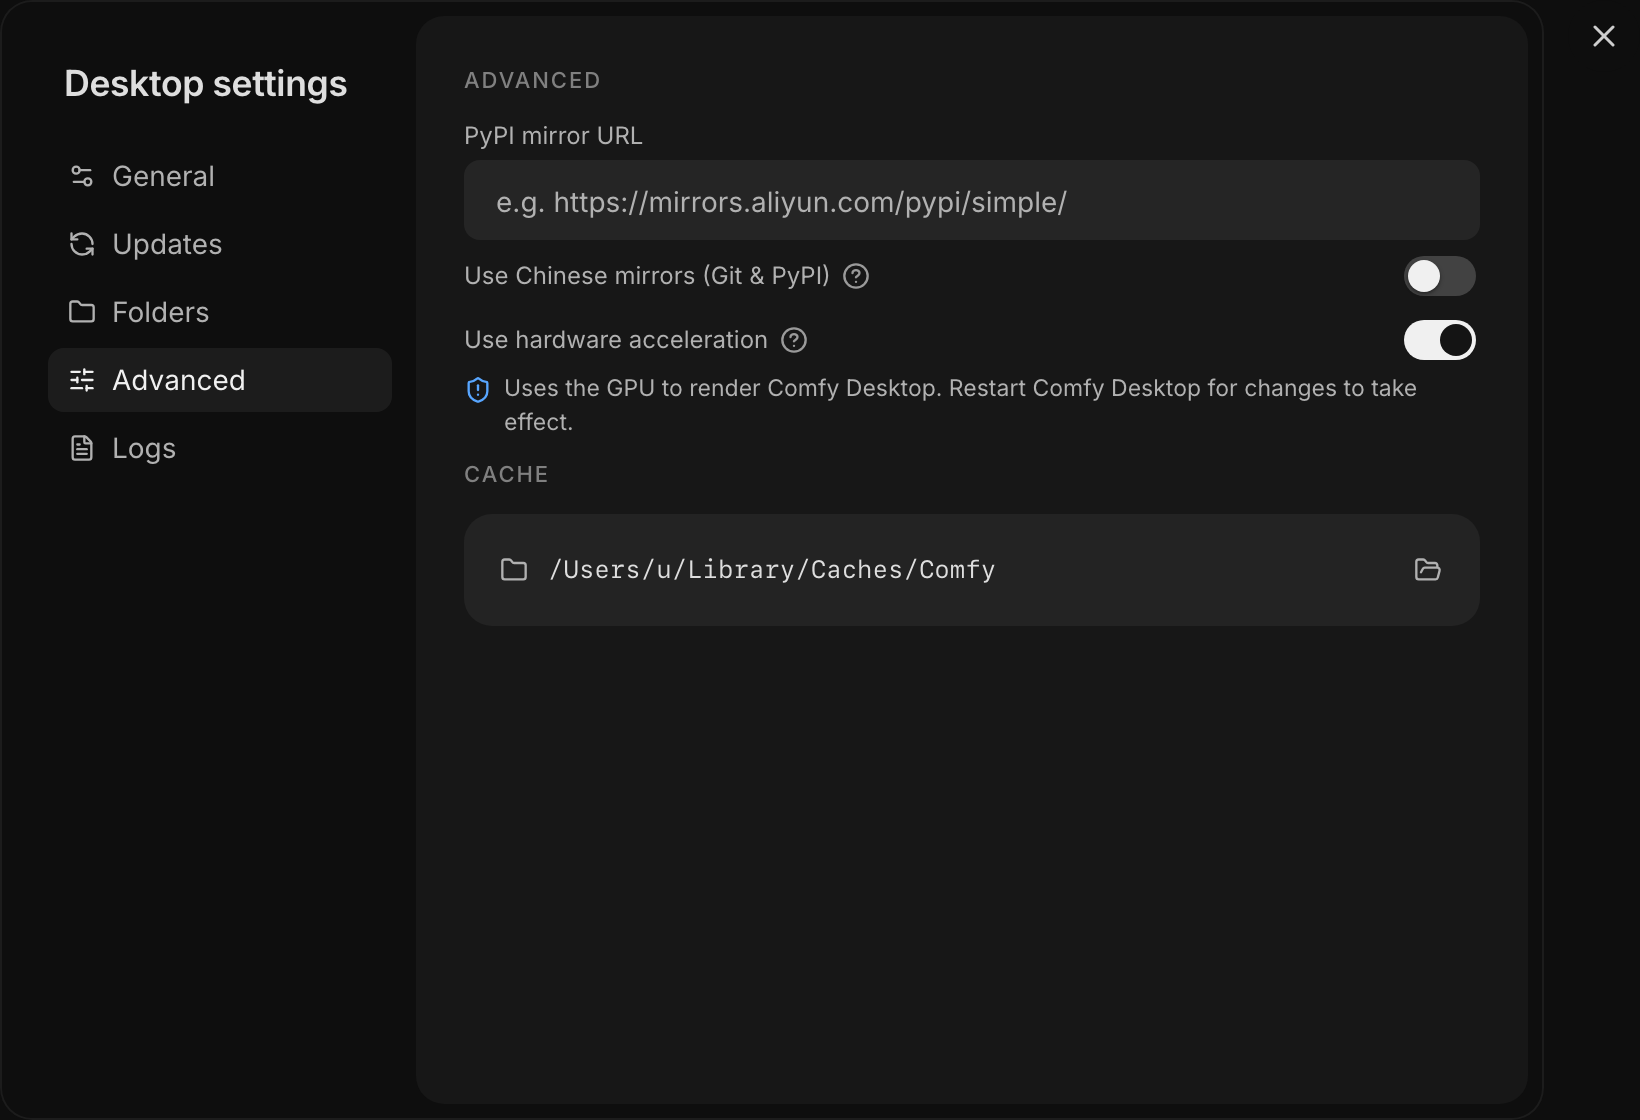 Desktop settings
General
Updates
Folders
Advanced
Logs
ADVANCED
PyPI mirror URL
e.g. https://mirrors.aliyun.com/pypi/simple/
Use Chinese mirrors (Git & PyPI)
Use hardware acceleration
Uses the GPU to render Comfy Desktop. Restart Comfy Desktop for changes to take
effect.
CACHE
/Users/u/Library/Caches/Comfy